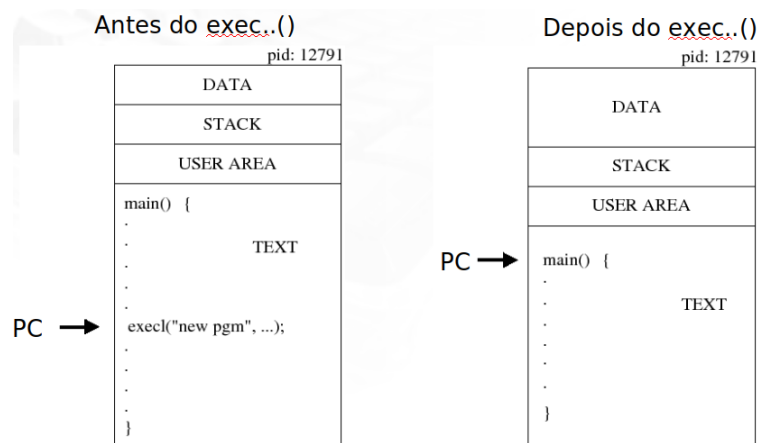 Antes do exec..()
pid: 12791
DATA
STACK
USER AREA
main() {
.
.
TEXT
.
.
.
PC
execl("new pgm", ...);
.
.
.
.
}
Depois do exec..()
pid: 12791
DATA
STACK
USER AREA
PC
main() {
.
.
TEXT
.
.
.
.
}